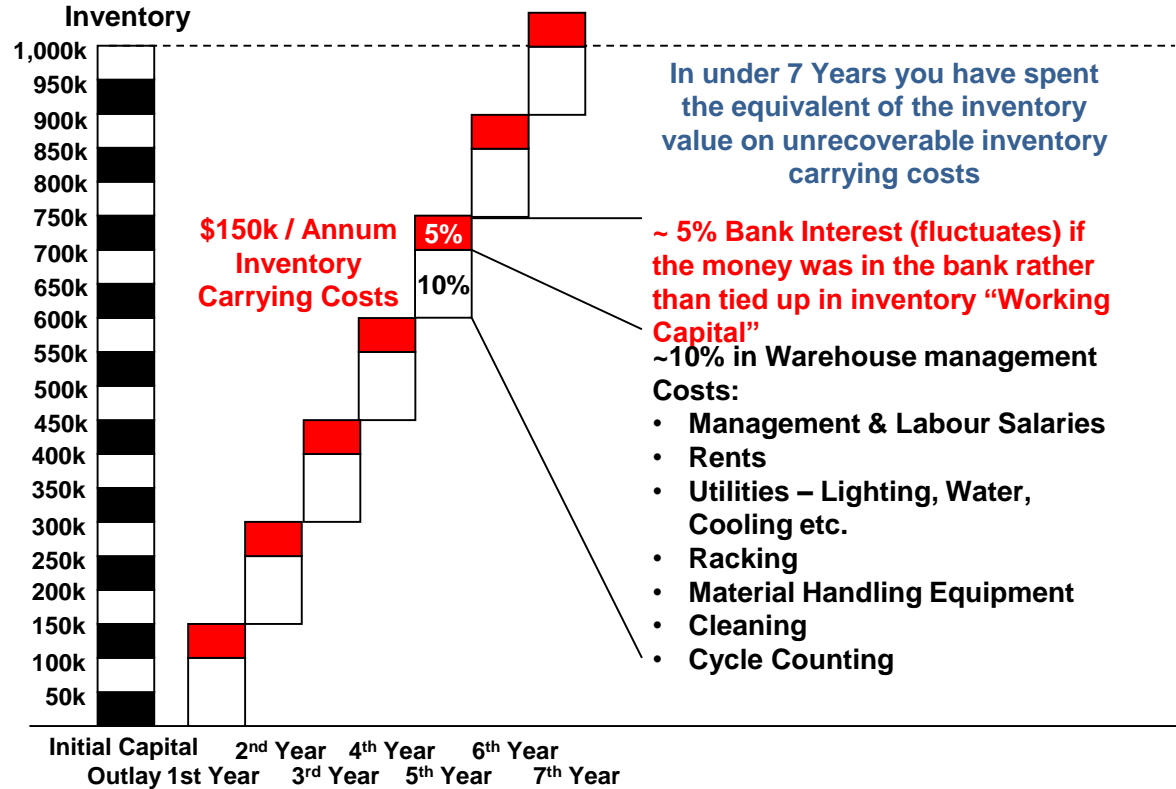 Inventory
1,000k
950k
900k
850k
800k
750k
700k
650k
600k
550k
500k
450k
400k
350k
300k
250k
200k
150k
100k
50k
Initial Capital
Outlay
1st Year
2nd Year
3rd Year
4th Year
5th Year
6th Year
7th Year
$150k / Annum
Inventory
Carrying Costs
5%
10%
In under 7 Years you have spent
the equivalent of the inventory
value on unrecoverable inventory
carrying costs
~ 5% Bank Interest (fluctuates) if
the money was in the bank rather
than tied up in inventory “Working
Capital”
~10% in Warehouse management
Costs:
• Management & Labour Salaries
• Rents
• Utilities – Lighting, Water,
Cooling etc.
• Racking
• Material Handling Equipment
• Cleaning
• Cycle Counting